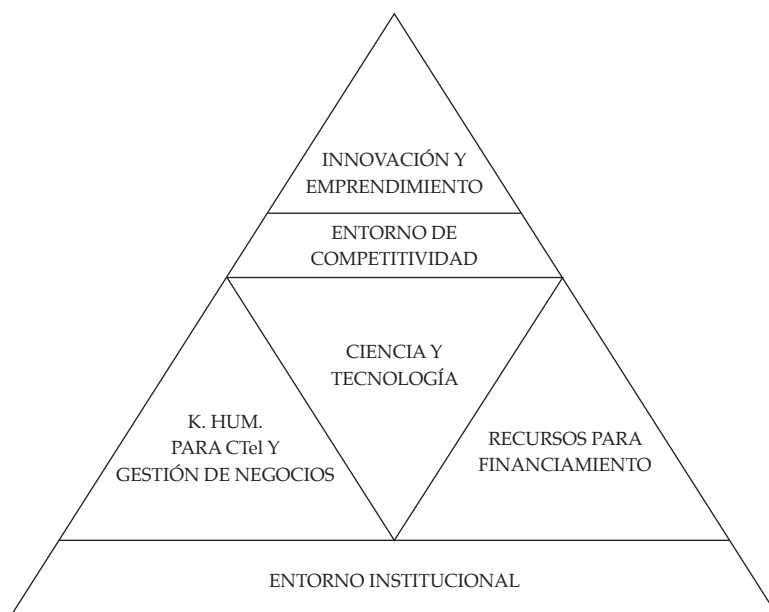 INNOVACIÓN Y
EMPRENDIMIENTO
ENTORNO DE
COMPETITIVIDAD
CIENCIA Y
TECNOLOGÍA
K. HUM.
PARA CTeI Y
GESTIÓN DE NEGOCIOS
RECURSOS PARA
FINANCIAMIENTO
ENTORNO INSTITUCIONAL